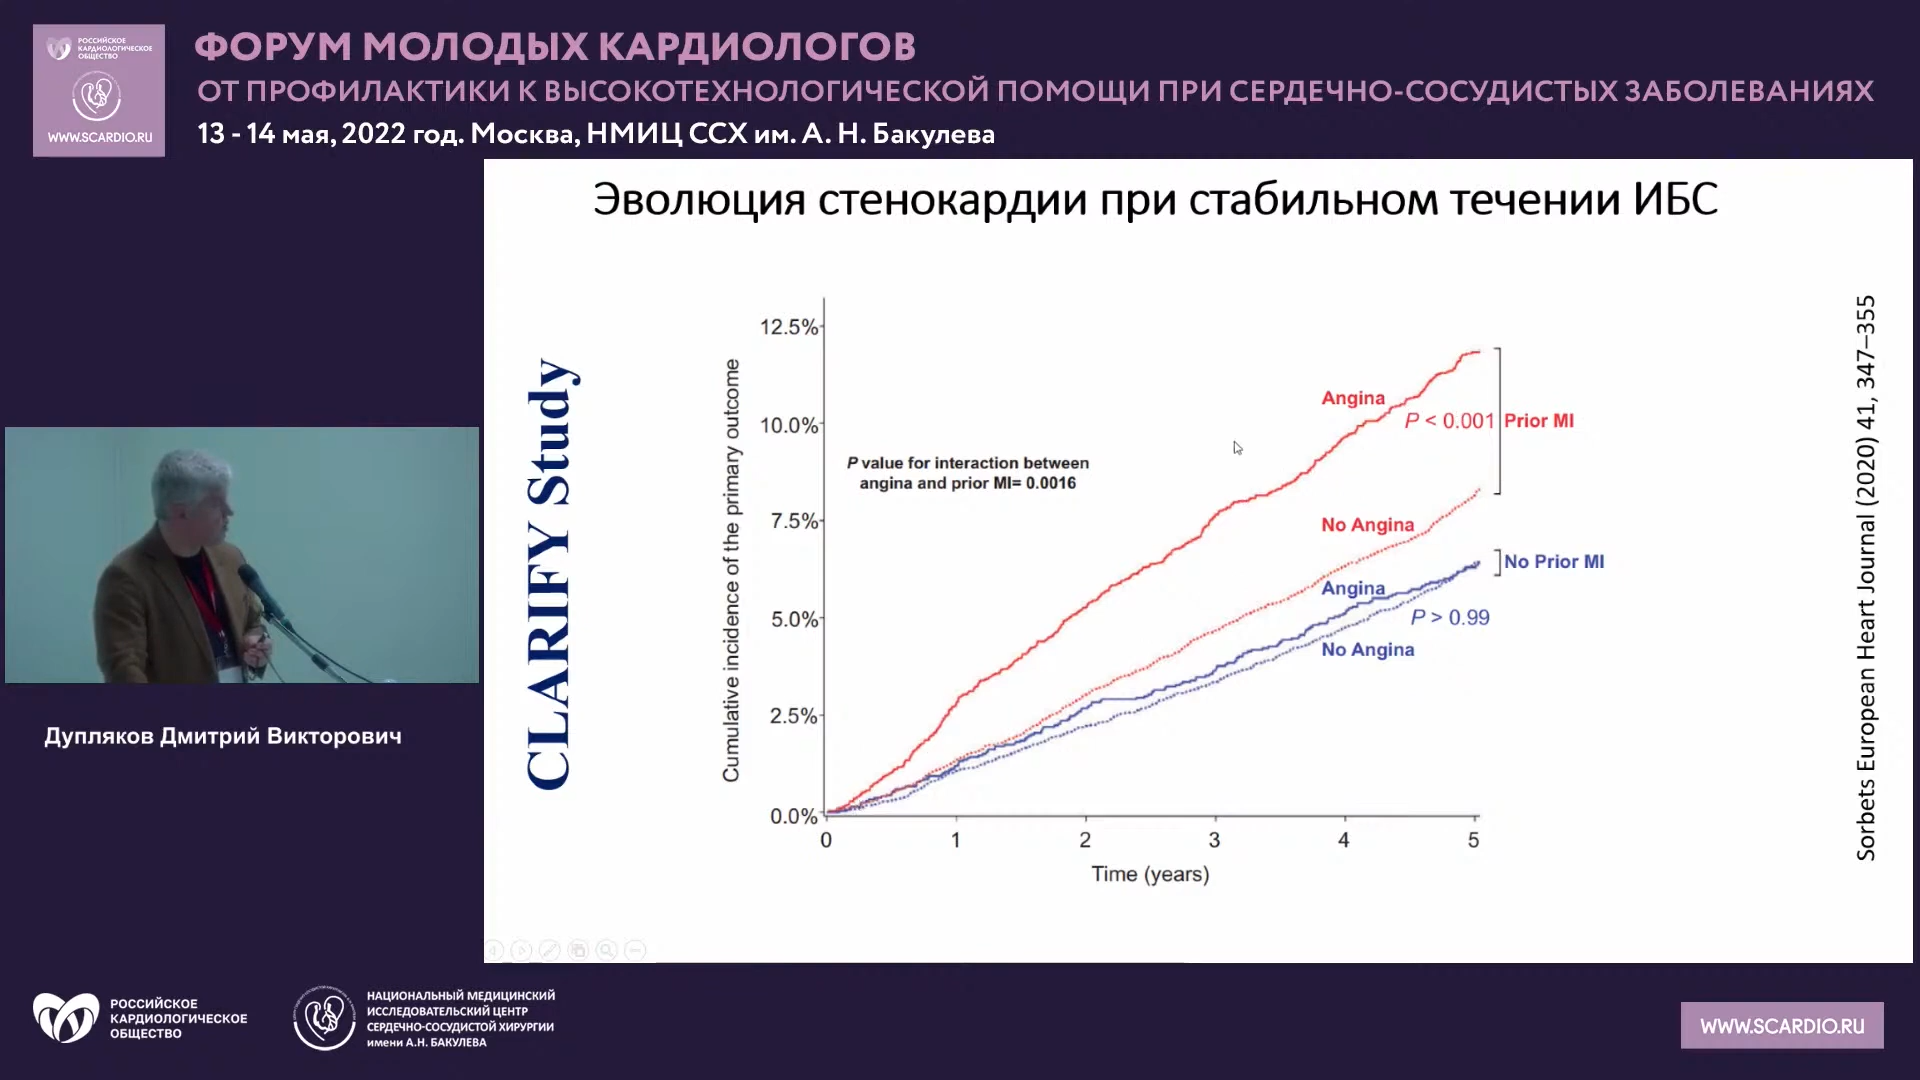 РОССИЙСКОЕ
КАРДИОЛОГИЧЕСКОЕ
ОБЩЕСТВО
WWW.SCARDIO.RU
ФОРУМ МОЛОДЫХ КАРДИОЛОГОВ
ОТ ПРОФИЛАКТИКИ К ВЫСОКОТЕХНОЛОГИЧЕСКОЙ ПОМОЩИ ПРИ СЕРДЕЧНО-СОСУДИСТЫХ ЗАБОЛЕВАНИЯХ
13 - 14 мая, 2022 год. Москва, НМИЦ ССХ им. А. Н. Бакулева
Эволюция стенокардии при стабильном течении ИБС
CLARIFY Study
Cumulative incidence of the primary outcome
12.5%
10.0%
7.5%
5.0%
2.5%
0.0%
P value for interaction between
angina and prior MI= 0.0016
Angina
P < 0.001
Prior MI
No Angina
No Prior MI
Angina
P > 0.99
No Angina
0 1 2 3 4 5
Time (years)
Sorbets European Heart Journal (2020) 41, 347–355
Дупляков Дмитрий Викторович
РОССИЙСКОЕ
КАРДИОЛОГИЧЕСКОЕ
ОБЩЕСТВО
НАЦИОНАЛЬНЫЙ МЕДИЦИНСКИЙ
ИССЛЕДОВАТЕЛЬСКИЙ ЦЕНТР
СЕРДЕЧНО-СОСУДИСТОЙ ХИРУРГИИ
имени А.Н. БАКУЛЕВА
WWW.SCARDIO.RU